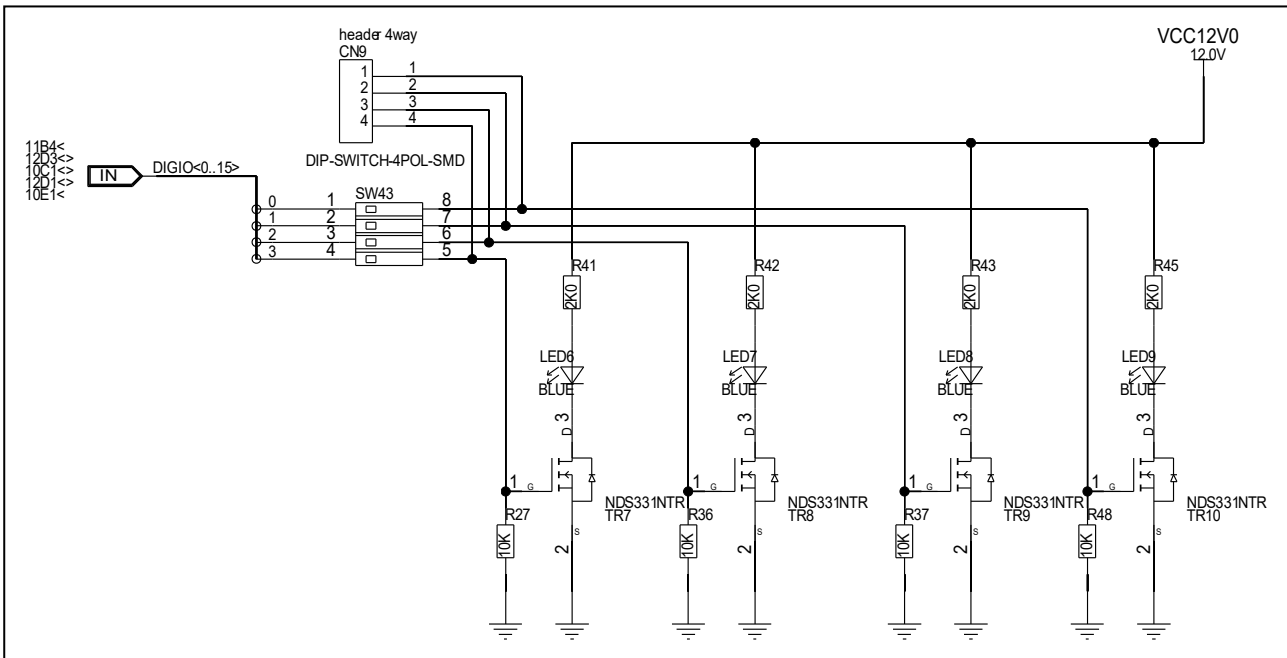 header 4way
CN9
VCC12V0
12.0V
1 1
2 2
3 3
4 4
11B4<
12D3<>
10C1<>
12D1<>
10E1<
IN
DIGIO<0..15>
DIP-SWITCH-4POL-SMD
SW43
0 1 8
1 2 7
2 3 6
3 4 5
R41 R42 R43 R45
2K0 2K0 2K0 2K0
LED6 LED7 LED8 LED9
BLUE BLUE BLUE BLUE
3 3 3 3
D D D D
1 G 1 G 1 G 1 G
NDS331NTR NDS331NTR NDS331NTR NDS331NTR
TR7 TR8 TR9 TR10
R27 R36 R37 R48
10K 10K 10K 10K
S S S S
2 2 2 2